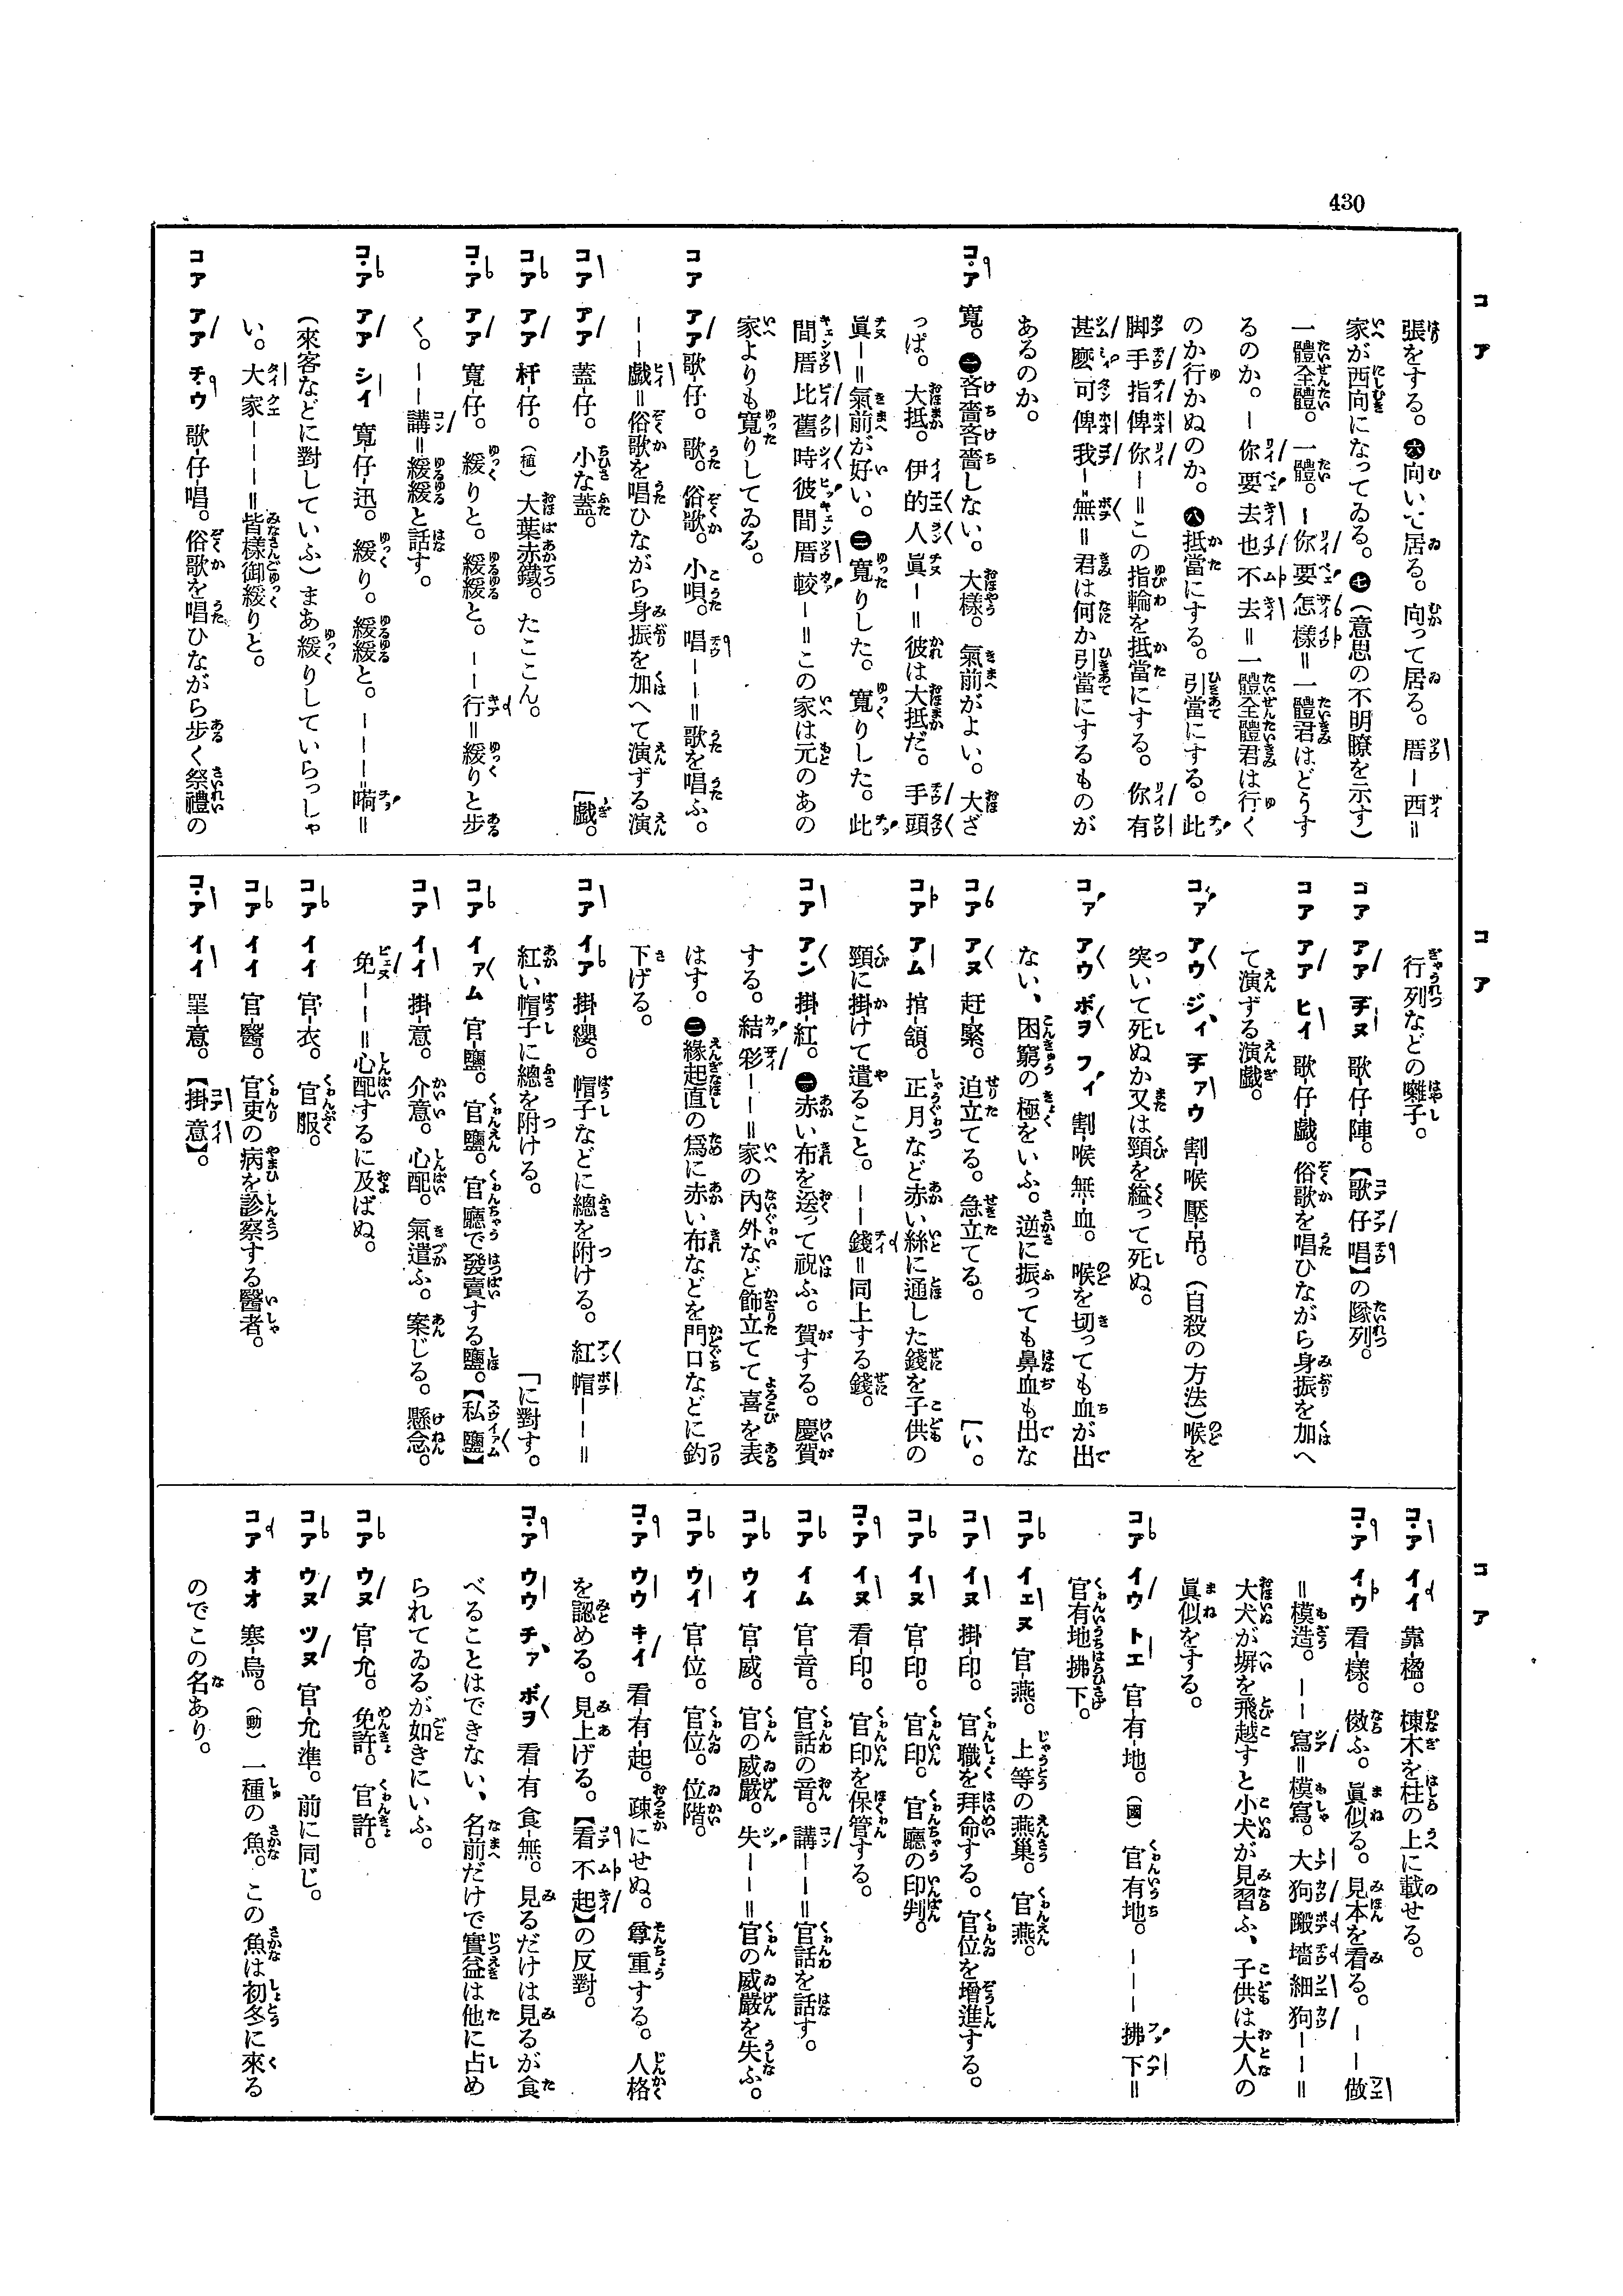 430
コア
張をする。㊅向いて居る。向って居る。厝ー西＝
家が西向になってゐる。㊆（意思の不明瞭を示す）
一體全體。一體。ー你要怎樣＝一體君はどうす
るのか。ー你要去也不去＝一體全體君は行く
のか行かぬのか。㊇抵當にする。引當にする。此
脚手指俾你ー＝この指輪を抵當にする。你有
甚麼可俾我ー無＝君は何か引當にするものが
あるのか。
コア 寬。㊀吝嗇吝嗇しない。大樣。氣前がよい。大ざ
っぱ。大抵。伊的人眞ー＝彼は大抵だ。手頭
眞ー＝氣前が好い。㊁寬りした。寬りした。此
間厝比舊時彼間厝較ー＝この家は元のあの
家よりも寬りしてゐる。
コア アア 歌-仔。歌。俗歌。小唄。唱ーー＝歌を唱ふ。
ーー戲＝俗歌を唱ひながら身振を加へて演ずる演
コア アア 蓋-仔。小な蓋。 ［戲。
コア アア 杆-仔。（植）大葉赤鐵。たここん。
コア アア 寬-仔。緩りと。緩緩と。ーー行＝緩りと步
く。ーー講＝緩緩と話す。
コア アア シイ 寬-仔-迅。緩り。緩緩と。ーーー＝嗬＝
（來客などに對していふ）まあ緩りしていらっしゃ
い。大家ーーー＝皆樣御緩りと。
コア アア チウ 歌-仔-唱。俗歌を唱ひながら步く祭禮の
コア
行列などの囃子。
コア アア チヌ 歌-仔-陣。【歌仔唱】の隊列。
コア アア ヒイ 歌-仔-戲。俗歌を唱ひながら身振を加へ
て演ずる演戲。
コァ アウ ジイ チァウ 割-喉 壓-吊。（自殺の方法）喉を
突いて死ぬか又は頸を縊って死ぬ。
コァ アウ ボヲ フイ 割-喉 無-血。喉を切っても血が出
ない、困窮の極をいふ。逆に振っても鼻血も出な
コア アヌ 赶-緊。迫立てる。急立てる。 ［い。
コア アム 捾-頷。正月など赤い絲に通した錢を子供の
頸に掛けて遣ること。ーー錢＝同上する錢。
コア アン 掛-紅。㊀赤い布を送って祝ふ。賀する。慶賀
する。結彩ーー＝家の內外など飾立てて喜を表
はす。㊁緣起直の爲に赤い布などを門口などに釣
下げる。
コア イア 掛-纓。帽子などに總を附ける。紅帽ーー＝
紅い帽子に總を附ける。 ［に對す。
コア イァム 官-鹽。官鹽。官廳で發賣する鹽。【私鹽】
コア イイ 掛-意。介意。心配。氣遣ふ。案じる。懸念。
免ーー＝心配するに及ばぬ。
コア イイ 官-衣。官服。
コア イイ 官-醫。官吏の病を診察する醫者。
コア イイ 罣-意。【掛意】。
コア
コア イイ 靠-楹。棟木を柱の上に載せる。
コア イウ 看-樣。傚ふ。眞似る。見本を看る。ーー做
＝模造。ーー寫＝模寫。大狗䠡墻細狗ーー＝
大犬が塀を飛越すと小犬が見習ふ、子供は大人の
眞似をする。
コア イウ トエ 官-有-地。（國）官有地。ーーー拂下＝
官有地拂下。
コア イェヌ 官-燕。上等の燕巢。官燕。
コア イヌ 掛-印。官職を拜命する。官位を增進する。
コア イヌ 官-印。官印。官廳の印判。
コア イヌ 看-印。官印を保管する。
コア イム 官-音。官話の音。講ーー＝官話を話す。
コア ウイ 官-威。官の威嚴。失ーー＝官の威嚴を失ふ。
コア ウイ 官-位。官位。位階。
コア ウウ キイ 看-有-起。疎にせぬ。尊重する。人格
を認める。見上げる。【看不起】の反對。
コア ウウ チァ ボヲ 看-有 食-無。見るだけは見るが食
べることはできない、名前だけで實益は他に占め
られてゐるが如きにいふ。
コア ウヌ 官-允。免許。官許。
コア ウヌ ツヌ 官-允-準。前に同じ。
コア オオ 寒-烏。（動）一種の魚。この魚は初冬に來る
のでこの名あり。